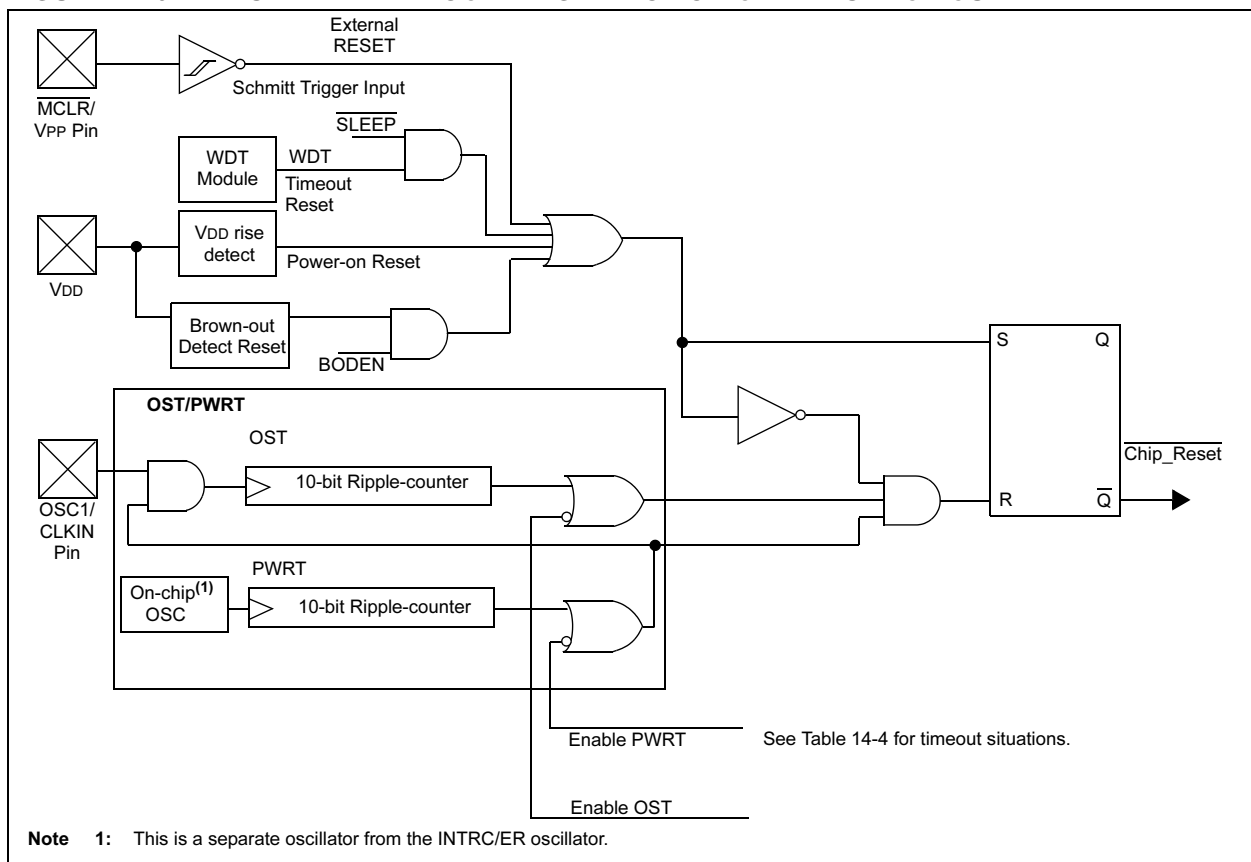 External
RESET
Schmitt Trigger Input
MCLR/
VPP Pin
SLEEP
WDT
Module
WDT
Timeout
Reset
VDD rise
detect
Power-on Reset
VDD
Brown-out
Detect Reset
BODEN
S
Q
OST/PWRT
OST
10-bit Ripple-counter
OSC1/
CLKIN
Pin
Chip_Reset
R
Q̅
PWRT
On-chip(1)
OSC
10-bit Ripple-counter
Enable PWRT
See Table 14-4 for timeout situations.
Enable OST
Note 1: This is a separate oscillator from the INTRC/ER oscillator.